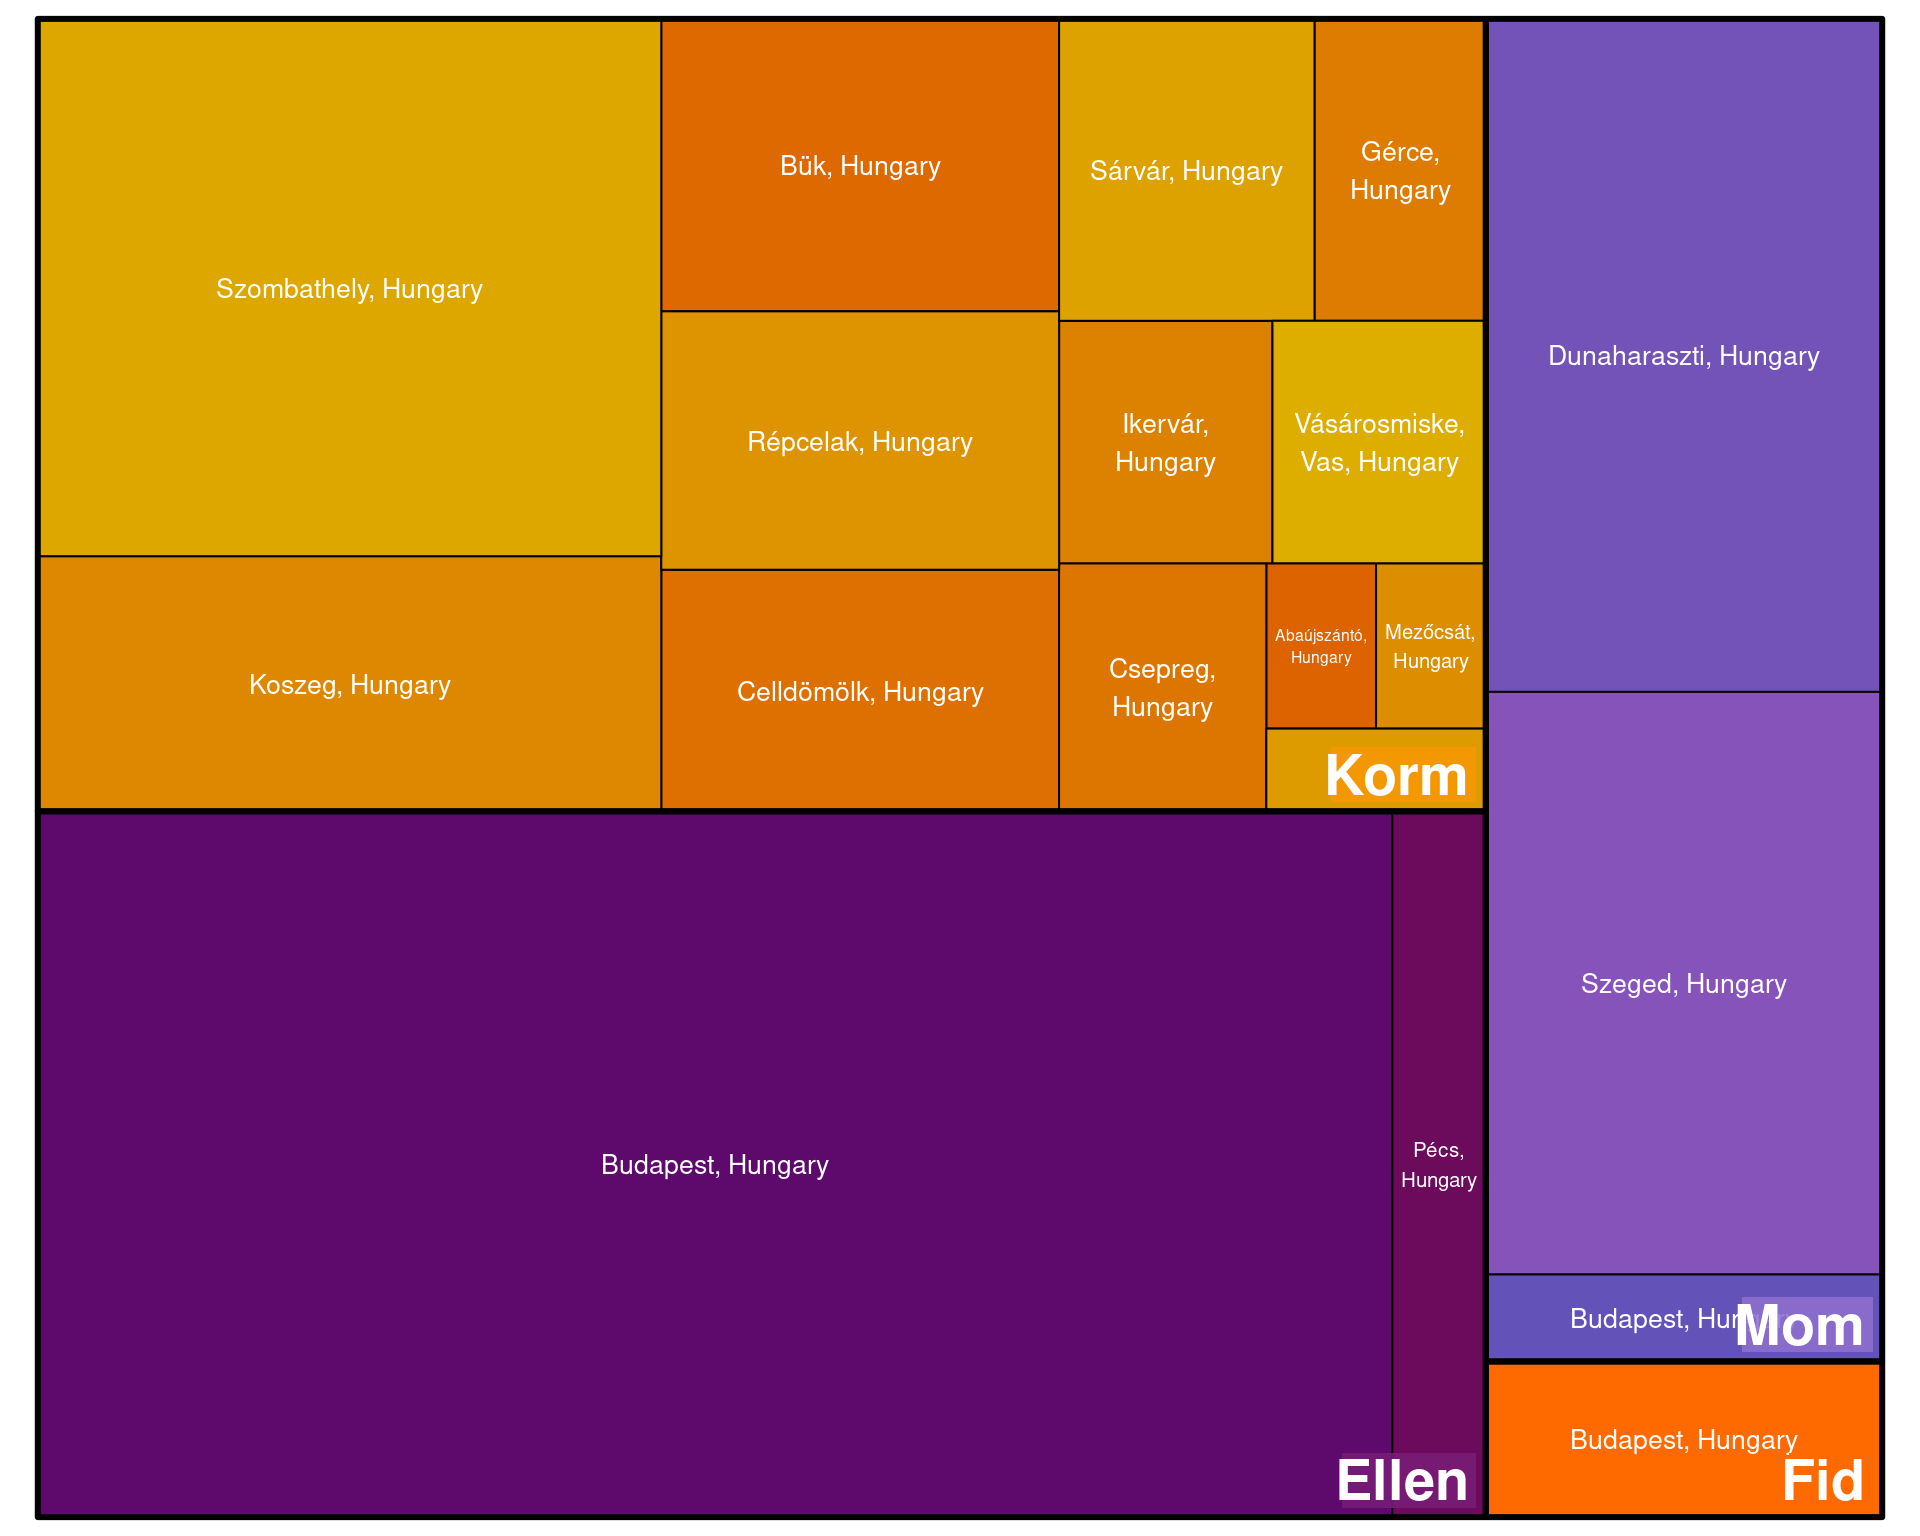 Szombathely, Hungary
Koszeg, Hungary
Bük, Hungary
Répcelak, Hungary
Celldömölk, Hungary
Sárvár, Hungary
Gérce,
Hungary
Ikervár,
Hungary
Vásárosmiske,
Vas, Hungary
Csepreg,
Hungary
Abaújszántó,
Hungary
Mezőcsát,
Hungary
Korm
Budapest, Hungary
Pécs,
Hungary
Ellen
Dunaharaszti, Hungary
Szeged, Hungary
Budapest,
Mom
Budapest, Hungary
Fid